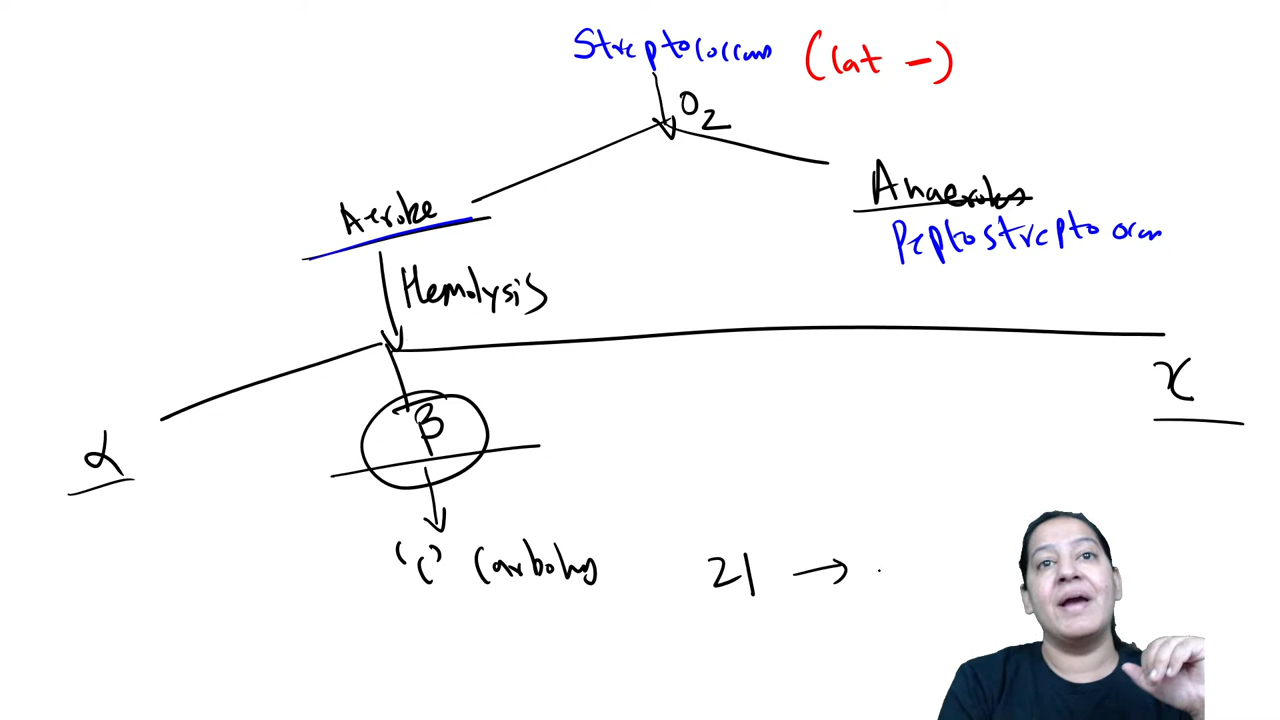 Streptococcus (Cat -)
O2
Aerobe
Anaerobes
Peptostreptococcus
Hemolysis
α
β
γ
'C' Carbohy
21 →